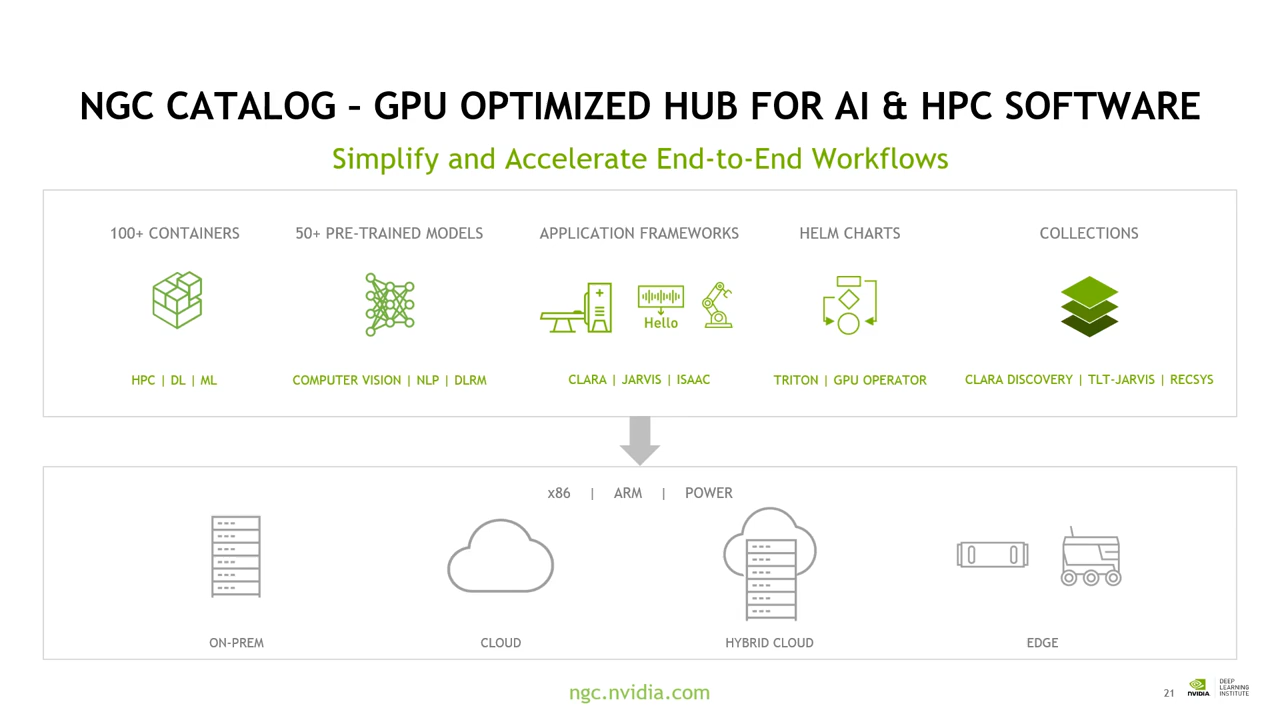 NGC CATALOG – GPU OPTIMIZED HUB FOR AI & HPC SOFTWARE
Simplify and Accelerate End-to-End Workflows
100+ CONTAINERS
50+ PRE-TRAINED MODELS
APPLICATION FRAMEWORKS
HELM CHARTS
COLLECTIONS
Hello
HPC | DL | ML
COMPUTER VISION | NLP | DLRM
CLARA | JARVIS | ISAAC
TRITON | GPU OPERATOR
CLARA DISCOVERY | TLT-JARVIS | RECSYS
x86 | ARM | POWER
ON-PREM
CLOUD
HYBRID CLOUD
EDGE
ngc.nvidia.com
21
NVIDIA
DEEP
LEARNING
INSTITUTE